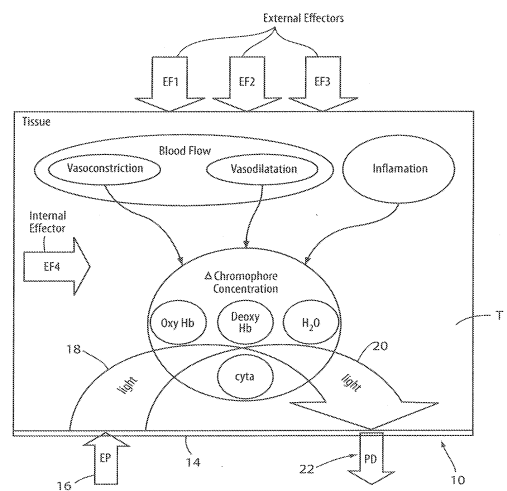 External Effectors
EF1
EF2
EF3
Tissue
Blood Flow
Vasoconstriction
Vasodilatation
Inflamation
Internal
Effector
EF4
Δ Chromophore
Concentration
Oxy Hb
Deoxy
Hb
H₂O
T
18
20
cyta
light
light
EP
14
PD
22
16
10